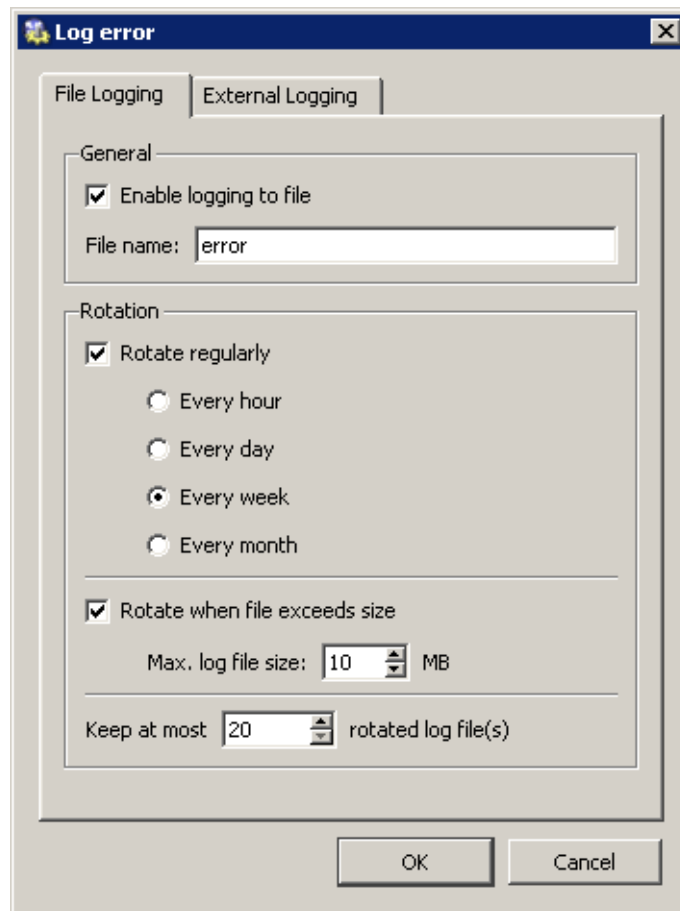 Log error
File Logging External Logging
General
Enable logging to file
File name: error
Rotation
Rotate regularly
Every hour
Every day
Every week
Every month
Rotate when file exceeds size
Max. log file size: 10 MB
Keep at most 20 rotated log file(s)
OK Cancel